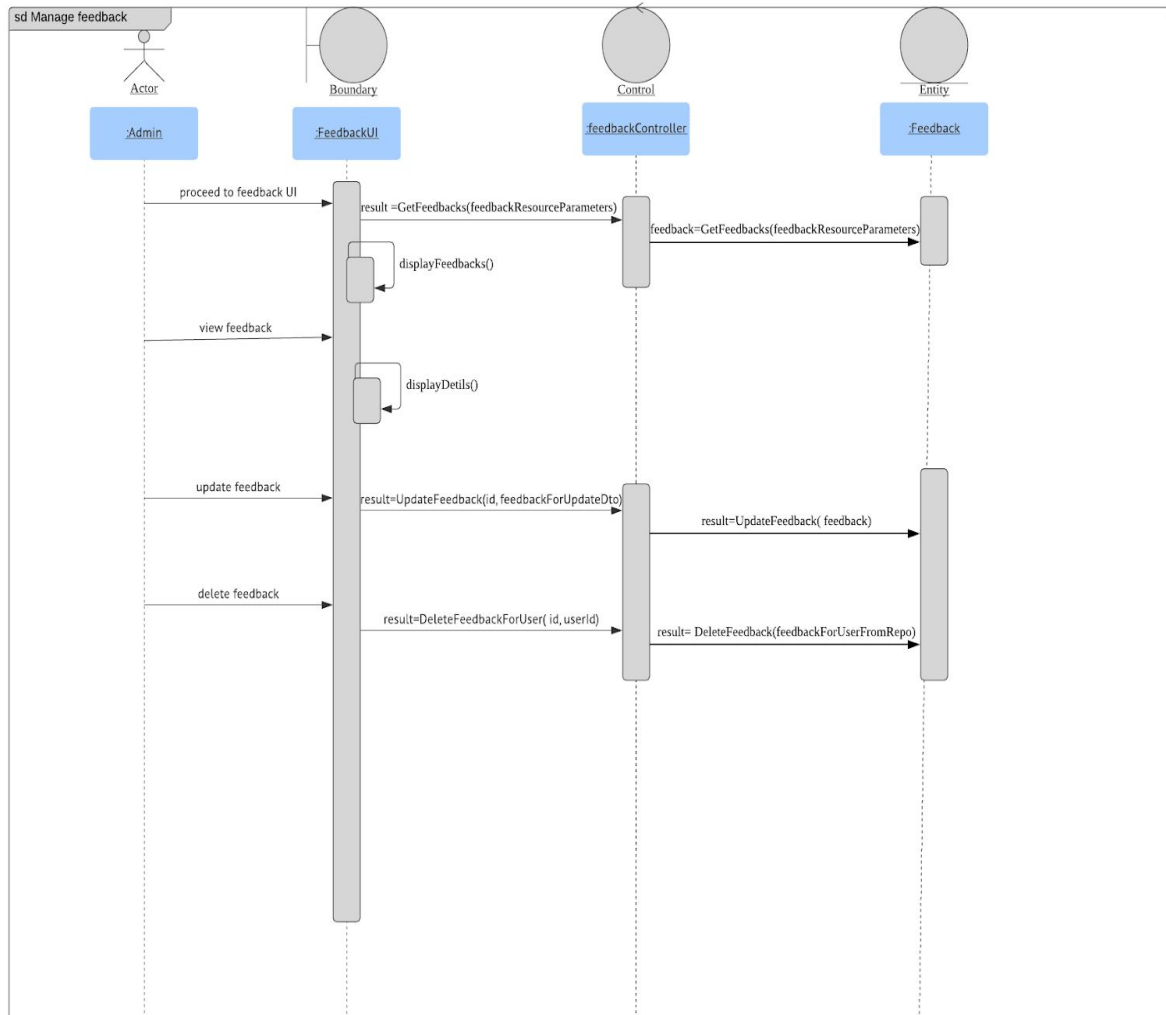 sd Manage feedback
Actor
Boundary
Control
Entity
:Admin
:FeedbackUI
:feedbackController
:Feedback
proceed to feedback UI
result =GetFeedbacks(feedbackResourceParameters)
feedback=GetFeedbacks(feedbackResourceParameters)
displayFeedbacks()
view feedback
displayDetils()
update feedback
result=UpdateFeedback(id, feedbackForUpdateDto)
result=UpdateFeedback( feedback)
delete feedback
result=DeleteFeedbackForUser( id, userId)
result= DeleteFeedback(feedbackForUserFromRepo)